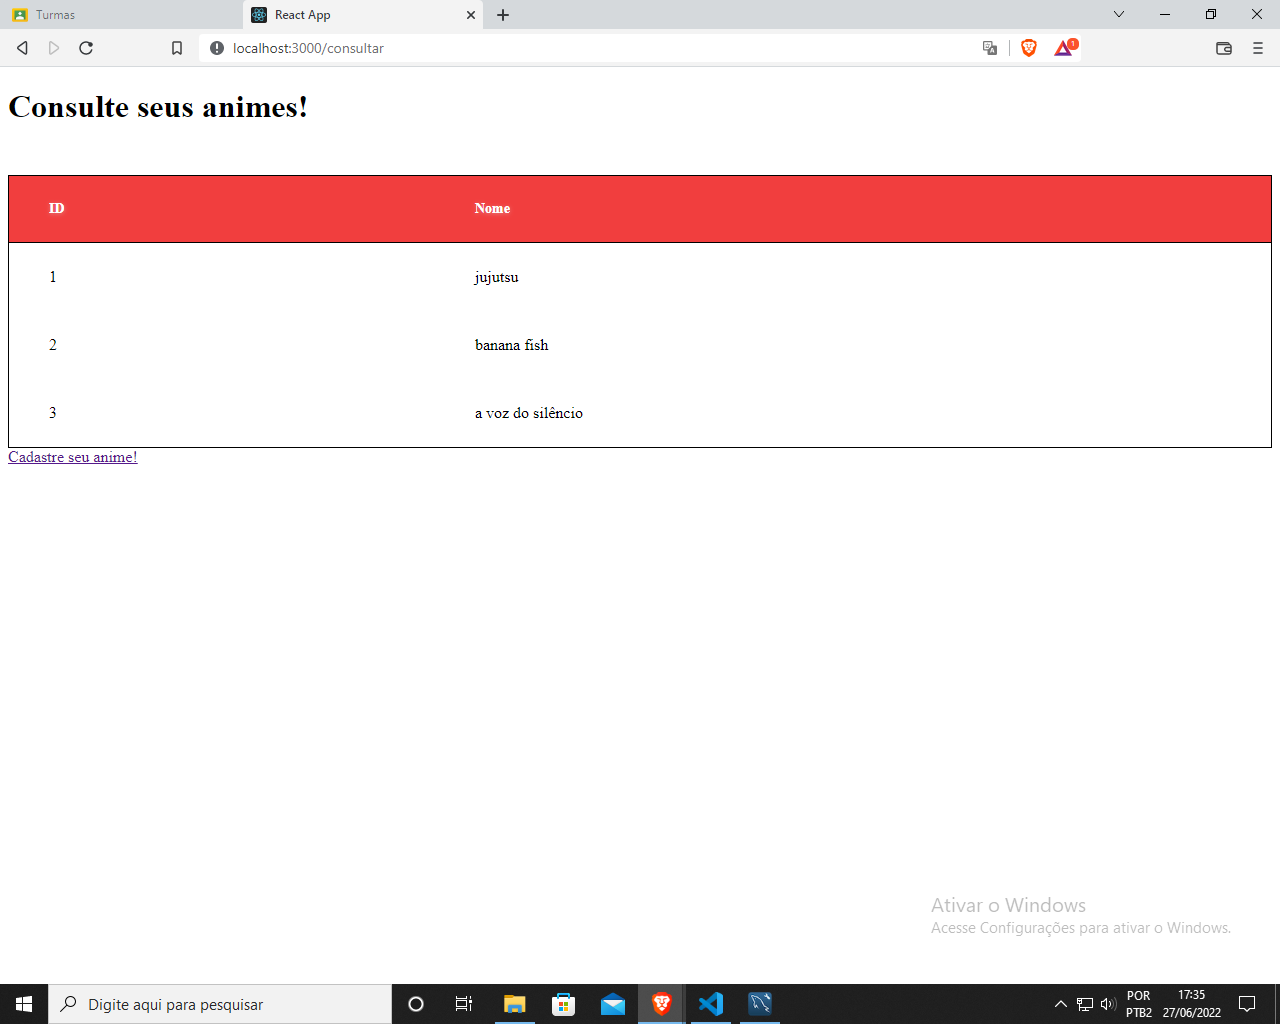 Turmas
React App
localhost:3000/consultar
1
Consulte seus animes!
ID Nome
1 jujutsu
2 banana fish
3 a voz do silêncio
Cadastre seu anime!
Ativar o Windows
Acesse Configurações para ativar o Windows.
Digite aqui para pesquisar
POR
PTB2
17:35
27/06/2022